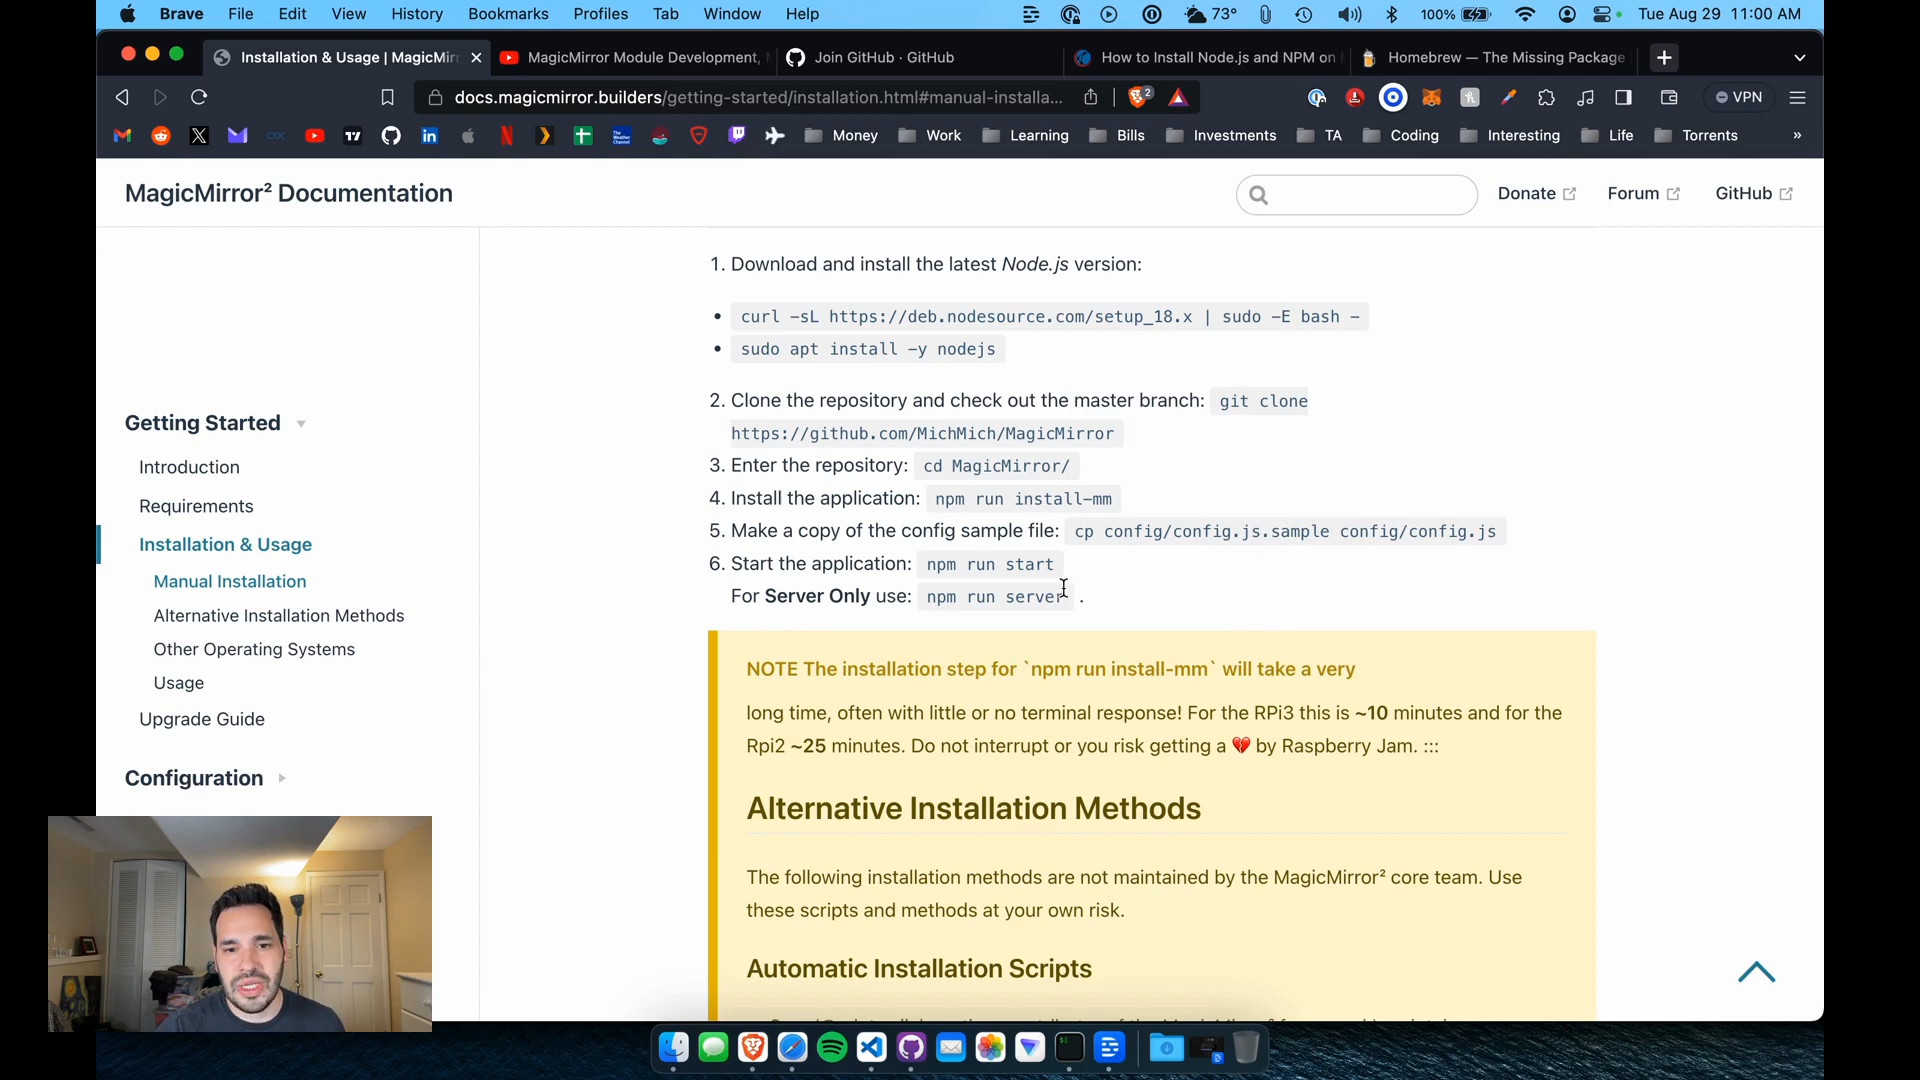 Brave File Edit View History Bookmarks Profiles Tab Window Help 73° 100% Tue Aug 29 11:00 AM
Installation & Usage | MagicMirr MagicMirror Module Development, Join GitHub · GitHub How to Install Node.js and NPM on Homebrew — The Missing Package
docs.magicmirror.builders/getting-started/installation.html#manual-installa... 2 VPN
Money Work Learning Bills Investments TA Coding Interesting Life Torrents »
MagicMirror² Documentation Donate Forum GitHub
1. Download and install the latest Node.js version:
• curl -sL https://deb.nodesource.com/setup_18.x | sudo -E bash -
• sudo apt install -y nodejs
2. Clone the repository and check out the master branch: git clone
https://github.com/MichMich/MagicMirror
3. Enter the repository: cd MagicMirror/
4. Install the application: npm run install-mm
5. Make a copy of the config sample file: cp config/config.js.sample config/config.js
6. Start the application: npm run start
For Server Only use: npm run server .
Getting Started
Introduction
Requirements
Installation & Usage
Manual Installation
Alternative Installation Methods
Other Operating Systems
Usage
Upgrade Guide
Configuration
NOTE The installation step for `npm run install-mm` will take a very
long time, often with little or no terminal response! For the RPi3 this is ~10 minutes and for the
Rpi2 ~25 minutes. Do not interrupt or you risk getting a 💔 by Raspberry Jam. :::
Alternative Installation Methods
The following installation methods are not maintained by the MagicMirror² core team. Use
these scripts and methods at your own risk.
Automatic Installation Scripts